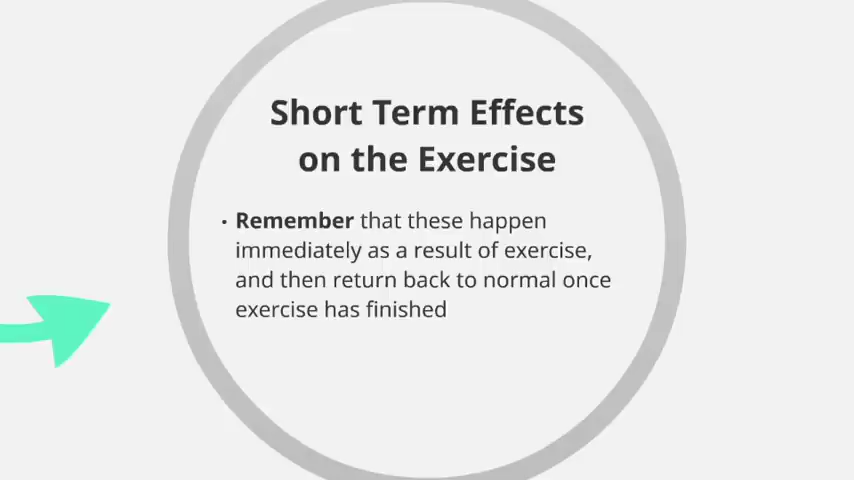 Short Term Effects
on the Exercise
• Remember that these happen
immediately as a result of exercise,
and then return back to normal once
exercise has finished